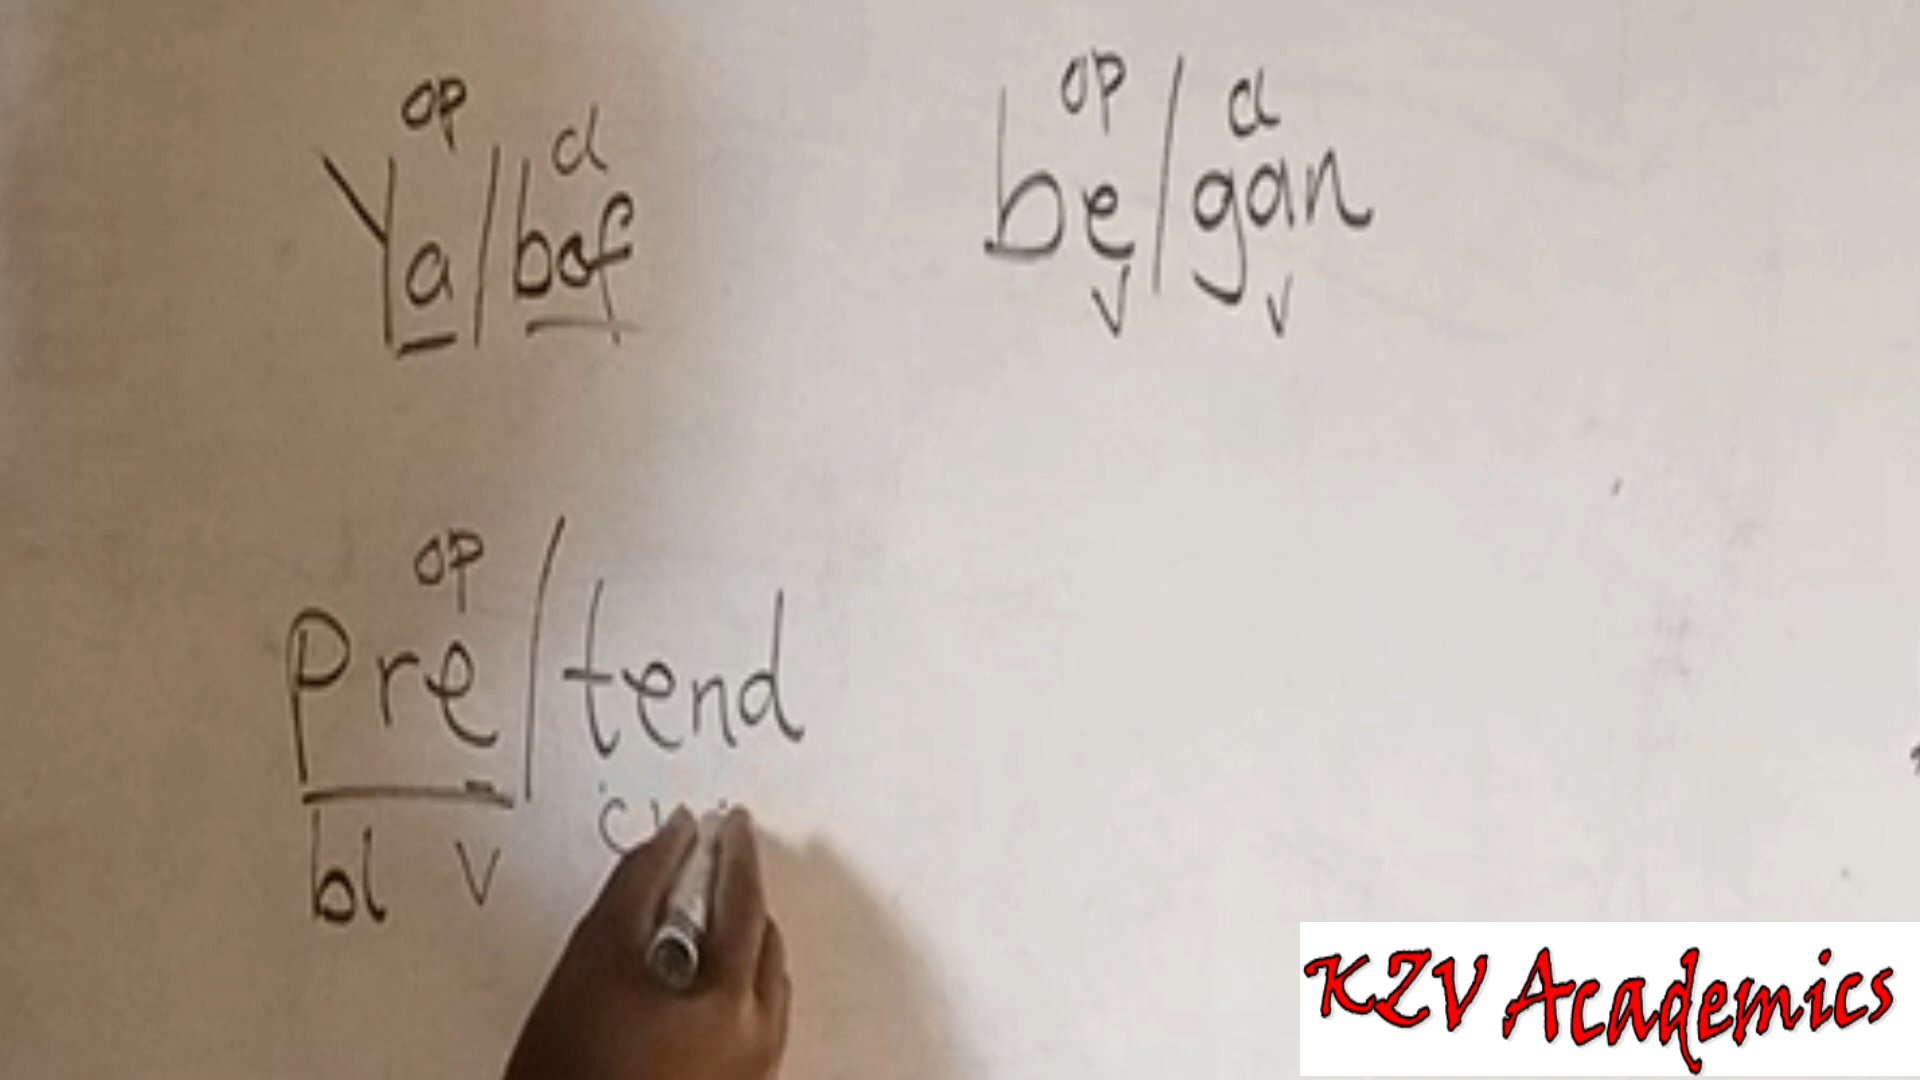 op cl
Ya/bof
op cl
be/gan
v v
op
Pre/tend
bl v
KZV Academics